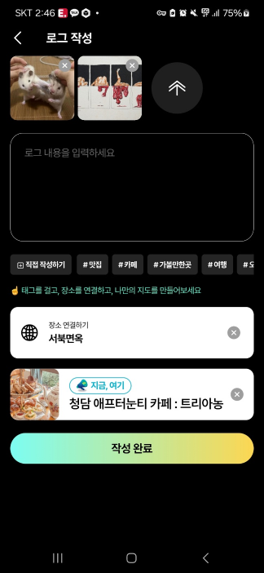 SKT 2:46
75%
로그 작성
로그 내용을 입력하세요
직접 작성하기 # 맛집 # 카페 # 가볼만한곳 # 여행
☝ 태그를 걸고, 장소를 연결하고, 나만의 지도를 만들어보세요
장소 연결하기
서북면옥
지금, 여기
청담 애프터눈티 카페 : 트리아농
작성 완료